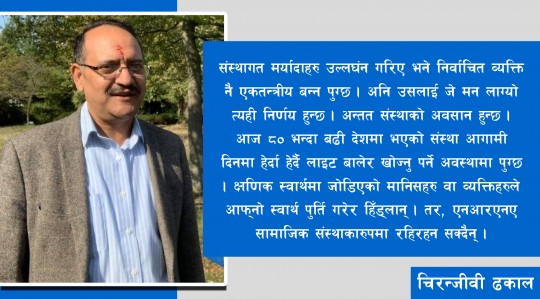 संस्थागत मर्यादाहरु उल्लघंन गरिए भने निर्वाचित व्यक्ति
नै एकतन्त्रीय बन्न पुग्छ । अनि उसलाई जे मन लाग्यो
त्यही निर्णय हुन्छ । अन्तत संस्थाको अवसान हुन्छ ।
आज ८० भन्दा बढी देशमा भएको संस्था आगामी
दिनमा हेर्दा हेर्दै लाइट बालेर खोज्नु पर्ने अवस्थामा पुग्छ
। क्षणिक स्वार्थमा जोडिएको मानिसहरु वा व्यक्तिहरुले
आफ्नो स्वार्थ पुर्ति गरेर हिँड्लान् । तर, एनआरएनए
सामाजिक संस्थाकारुपमा रहिरहन सक्दैन् ।
चिरन्जीवी ढकाल